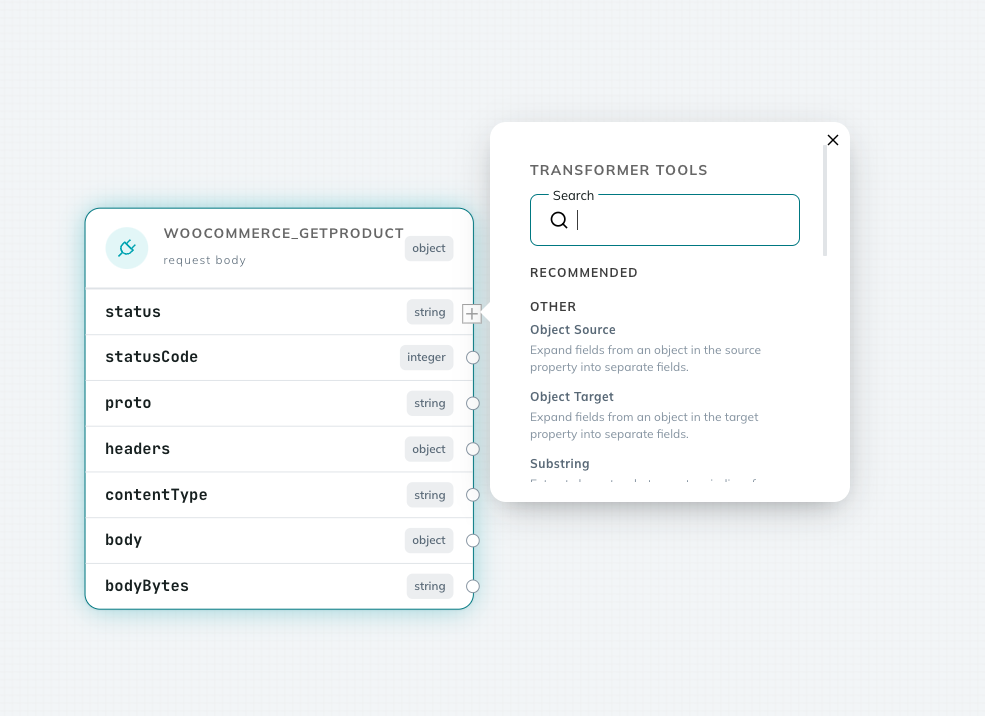 WOOCOMMERCE_GETPRODUCT
request body
object
status
string
statusCode
integer
proto
string
headers
object
contentType
string
body
object
bodyBytes
string
TRANSFORMER TOOLS
Search
RECOMMENDED
OTHER
Object Source
Expand fields from an object in the source
property into separate fields.
Object Target
Expand fields from an object in the target
property into separate fields.
Substring